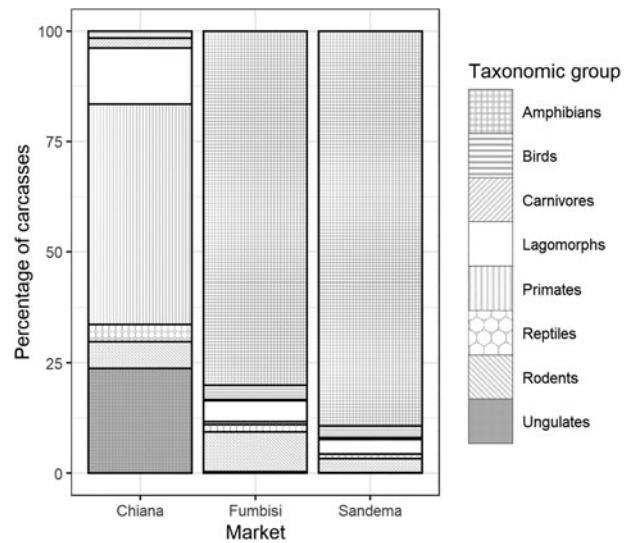 100
75
50
25
0
Percentage of carcasses
Chiana
Fumbisi
Sandema
Market
Taxonomic group
Amphibians
Birds
Carnivores
Lagomorphs
Primates
Reptiles
Rodents
Ungulates